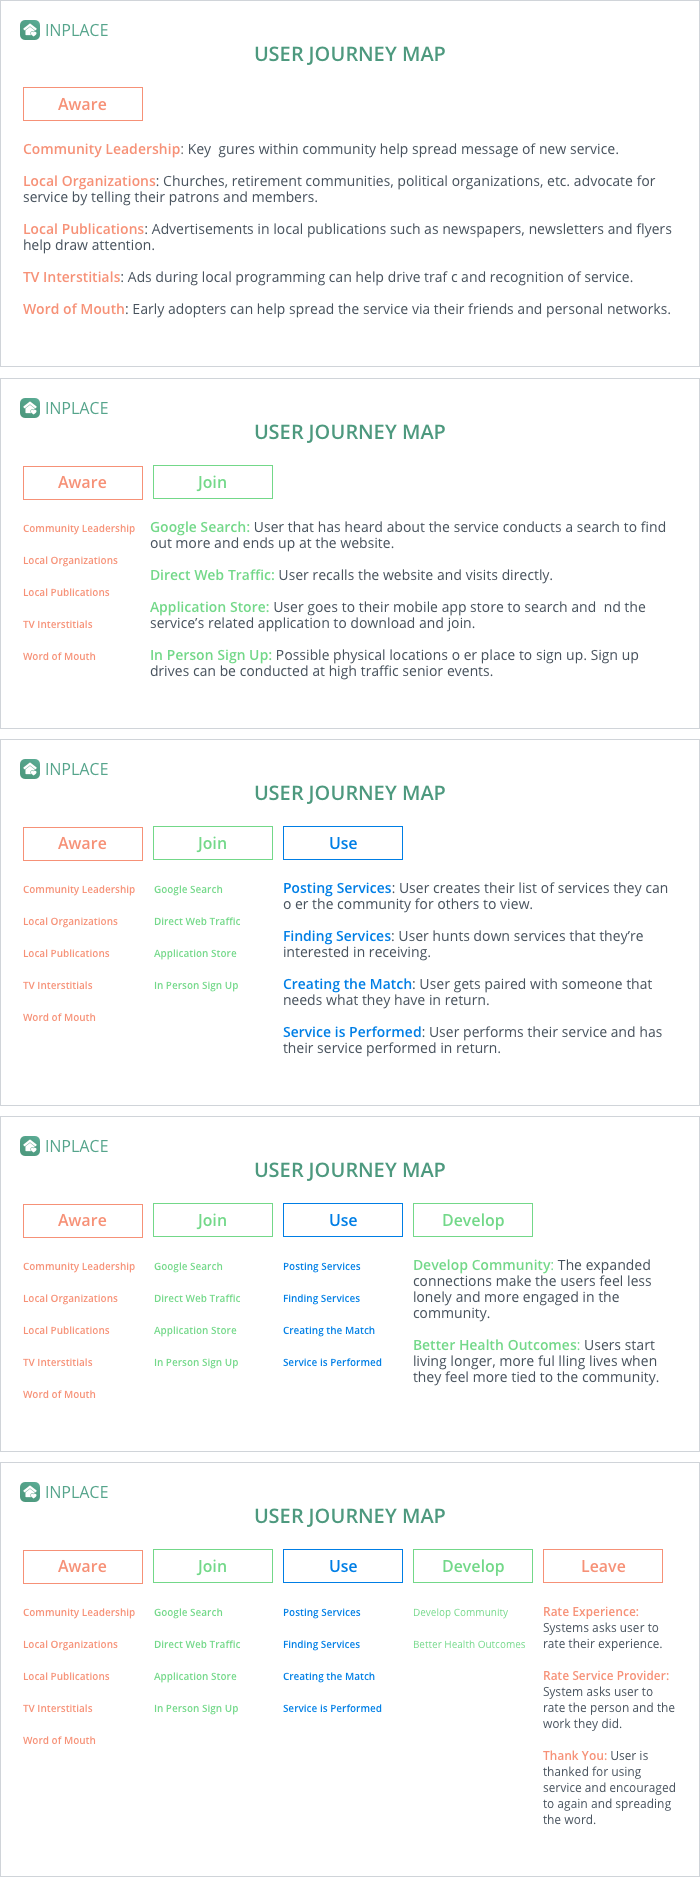 INPLACE
USER JOURNEY MAP
Aware
Community Leadership: Key  gures within community help spread message of new service.
Local Organizations: Churches, retirement communities, political organizations, etc. advocate for
service by telling their patrons and members.
Local Publications: Advertisements in local publications such as newspapers, newsletters and flyers
help draw attention.
TV Interstitials: Ads during local programming can help drive traf c and recognition of service.
Word of Mouth: Early adopters can help spread the service via their friends and personal networks.
INPLACE
USER JOURNEY MAP
Aware
Join
Community Leadership
Local Organizations
Local Publications
TV Interstitials
Word of Mouth
Google Search: User that has heard about the service conducts a search to find
out more and ends up at the website.
Direct Web Traffic: User recalls the website and visits directly.
Application Store: User goes to their mobile app store to search and  nd the
service's related application to download and join.
In Person Sign Up: Possible physical locations o er place to sign up. Sign up
drives can be conducted at high traffic senior events.
INPLACE
USER JOURNEY MAP
Aware
Join
Use
Community Leadership
Local Organizations
Local Publications
TV Interstitials
Word of Mouth
Google Search
Direct Web Traffic
Application Store
In Person Sign Up
Posting Services: User creates their list of services they can
o er the community for others to view.
Finding Services: User hunts down services that they're
interested in receiving.
Creating the Match: User gets paired with someone that
needs what they have in return.
Service is Performed: User performs their service and has
their service performed in return.
INPLACE
USER JOURNEY MAP
Aware
Join
Use
Develop
Community Leadership
Local Organizations
Local Publications
TV Interstitials
Word of Mouth
Google Search
Direct Web Traffic
Application Store
In Person Sign Up
Posting Services
Finding Services
Creating the Match
Service is Performed
Develop Community: The expanded
connections make the users feel less
lonely and more engaged in the
community.
Better Health Outcomes: Users start
living longer, more ful lling lives when
they feel more tied to the community.
INPLACE
USER JOURNEY MAP
Aware
Join
Use
Develop
Leave
Community Leadership
Local Organizations
Local Publications
TV Interstitials
Word of Mouth
Google Search
Direct Web Traffic
Application Store
In Person Sign Up
Posting Services
Finding Services
Creating the Match
Service is Performed
Develop Community
Better Health Outcomes
Rate Experience:
Systems asks user to
rate their experience.
Rate Service Provider:
System asks user to
rate the person and the
work they did.
Thank You: User is
thanked for using
service and encouraged
to again and spreading
the word.